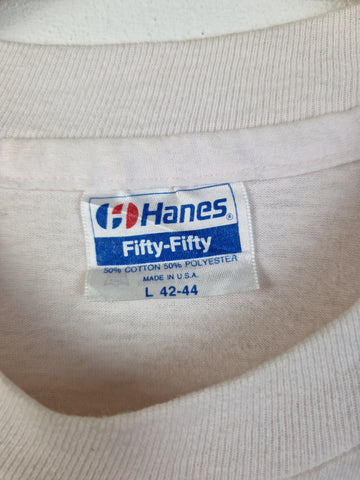 Hanes®
Fifty-Fifty
50% COTTON 50% POLYESTER
MADE IN U.S.A.
L 42-44